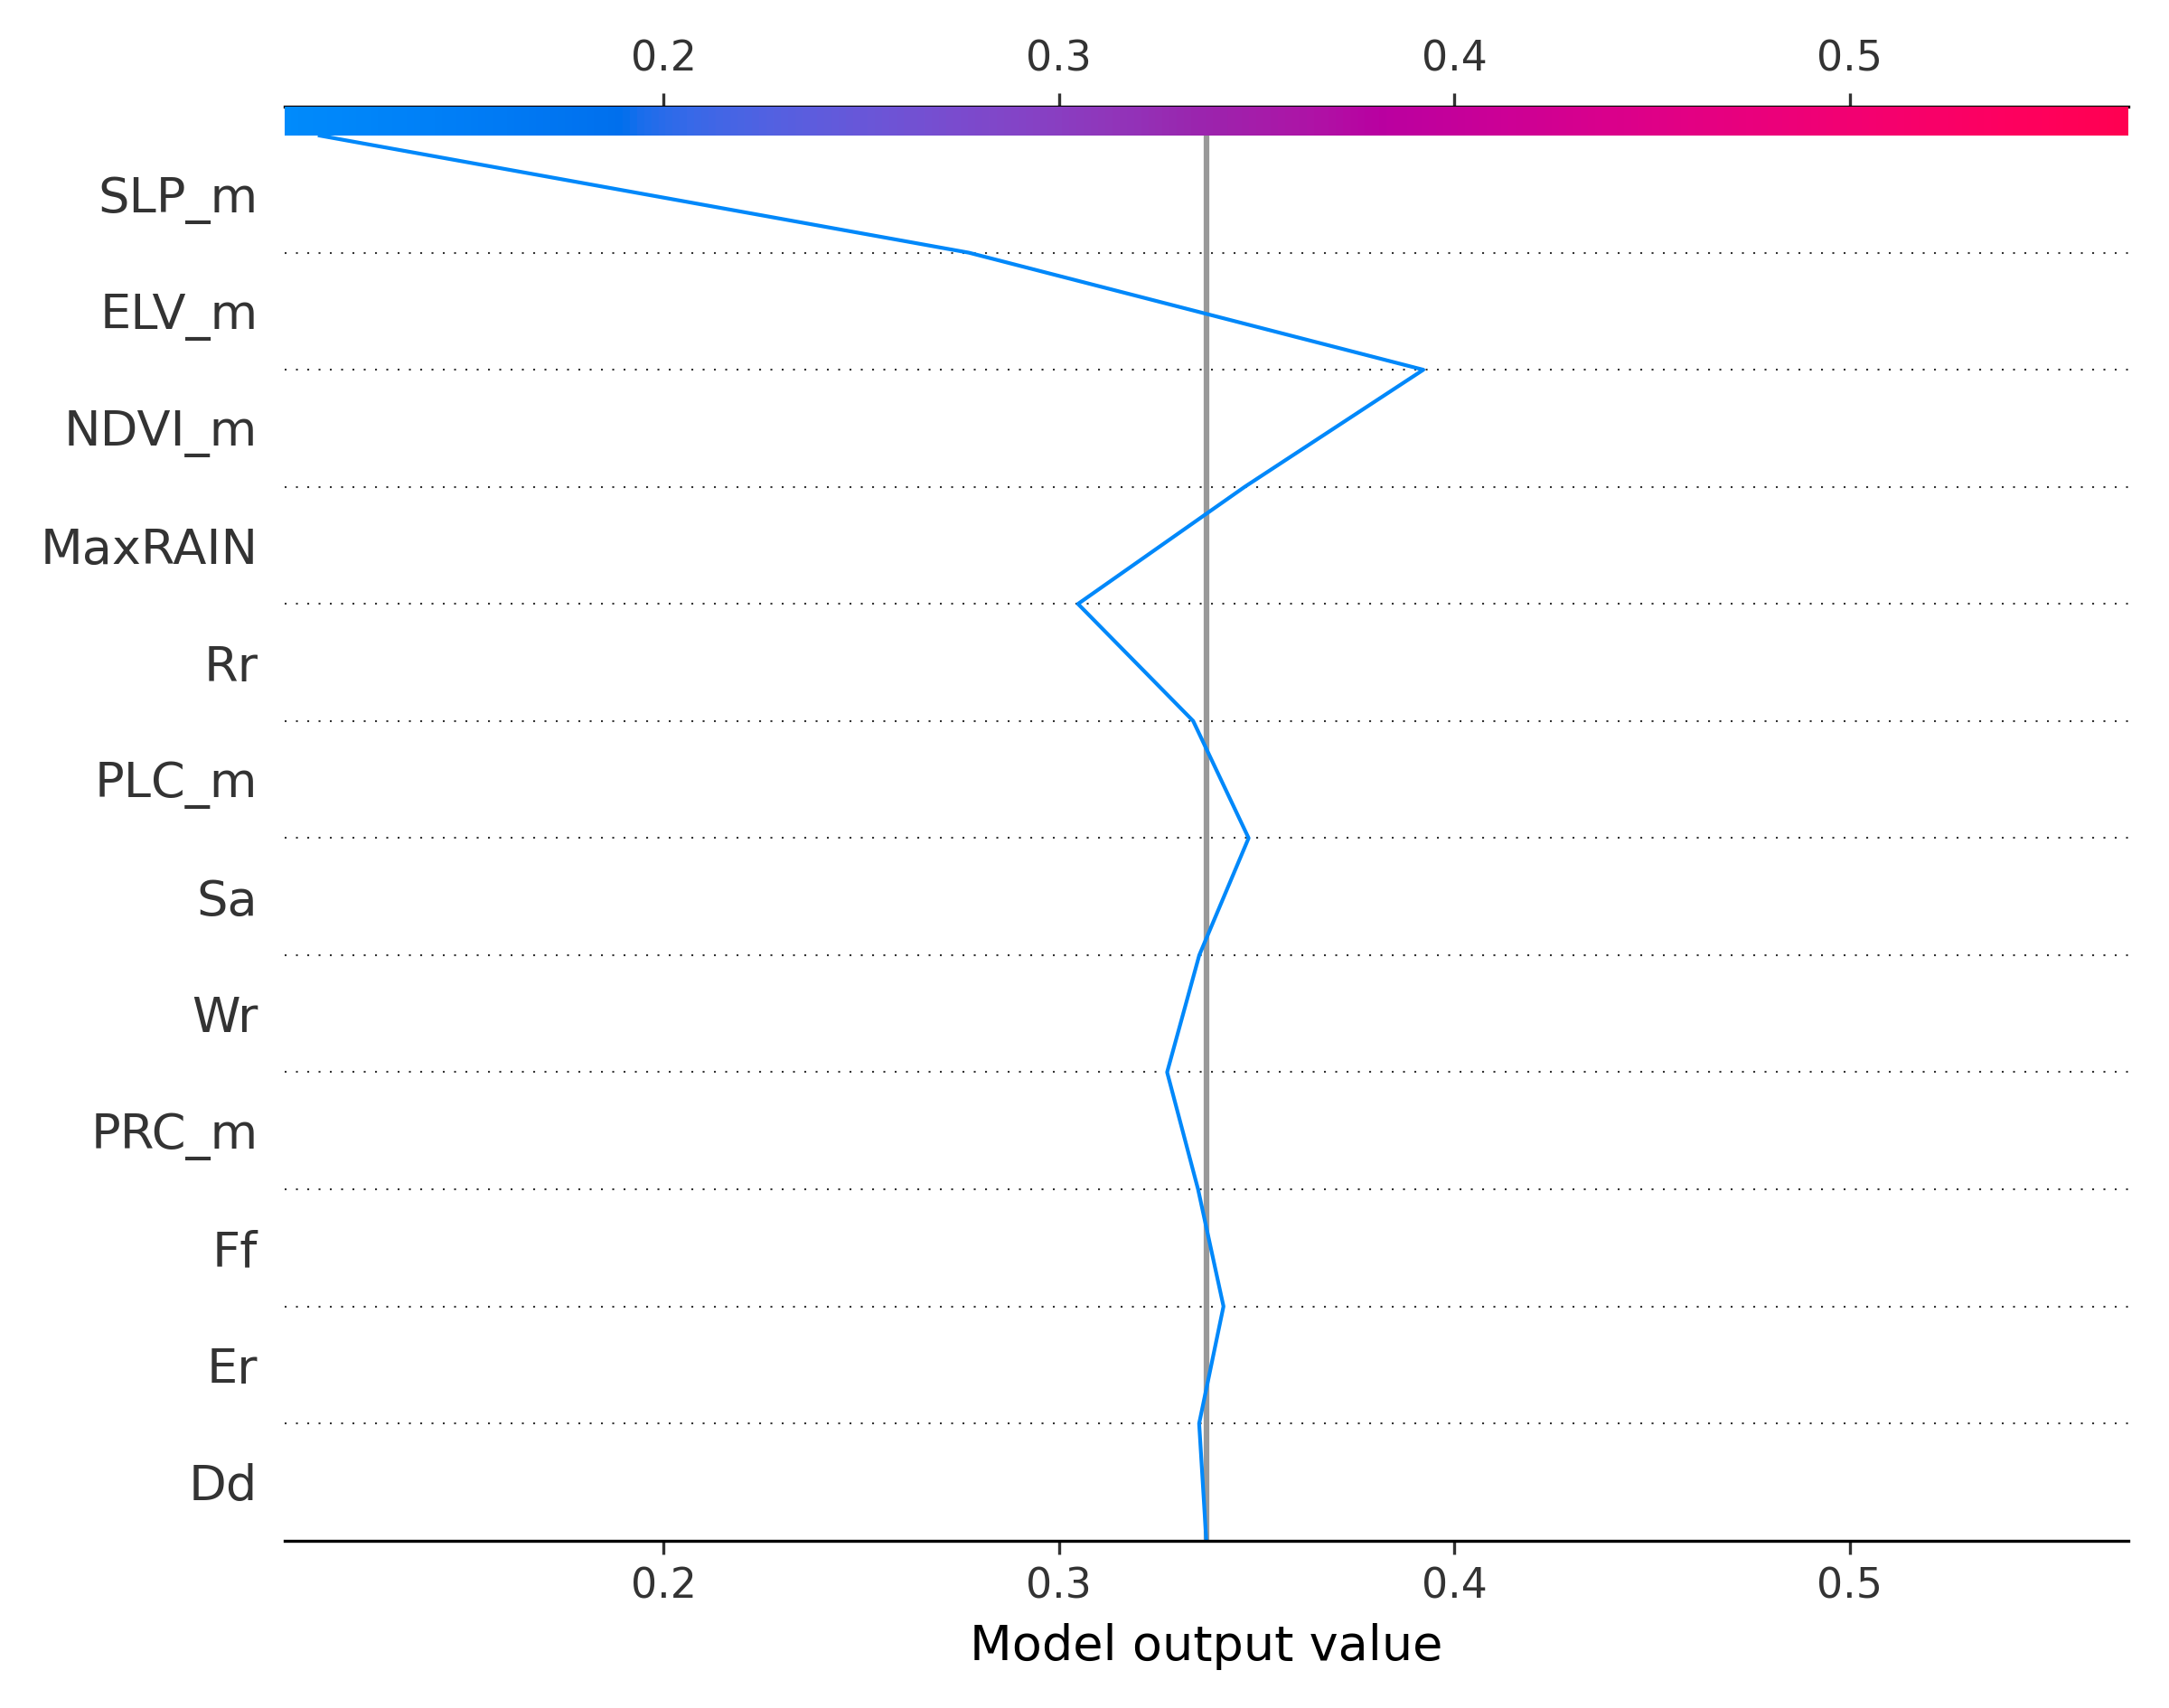 0.2 0.3 0.4 0.5
SLP_m
ELV_m
NDVI_m
MaxRAIN
Rr
PLC_m
Sa
Wr
PRC_m
Ff
Er
Dd
0.2 0.3 0.4 0.5
Model output value